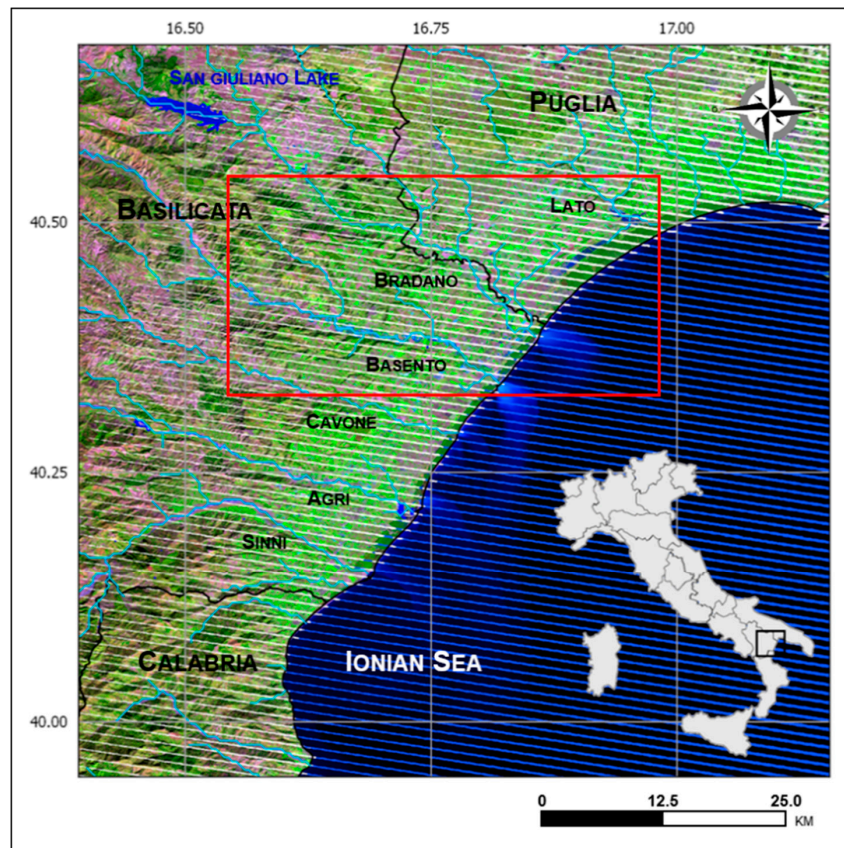 16.50 16.75 17.00
SAN GIULIANO LAKE
PUGLIA
BASILICATA
LATO
40.50
BRADANO
BASENTO
CAVONE
40.25
AGRI
SINNI
CALABRIA
IONIAN SEA
40.00
0 12.5 25.0
KM